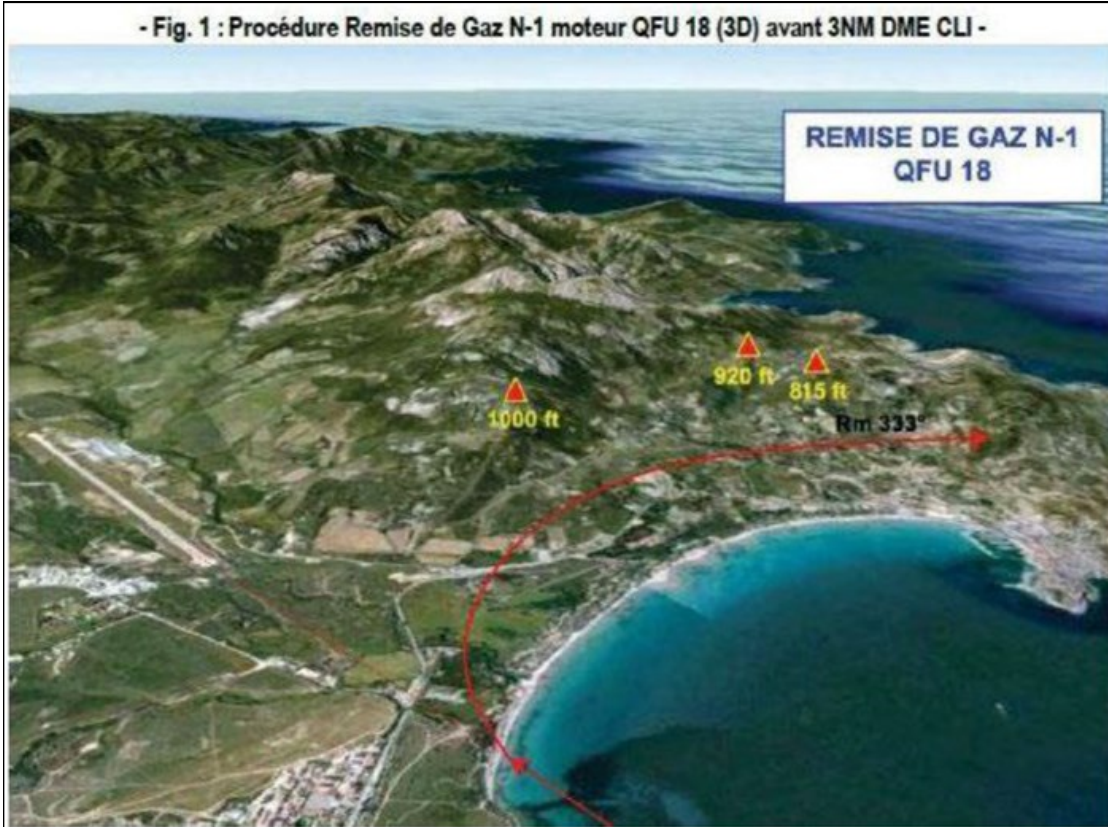 - Fig. 1 : Procédure Remise de Gaz N-1 moteur QFU 18 (3D) avant 3NM DME CLI -
REMISE DE GAZ N-1
QFU 18
920 ft
815 ft
1000 ft
Rm 333°